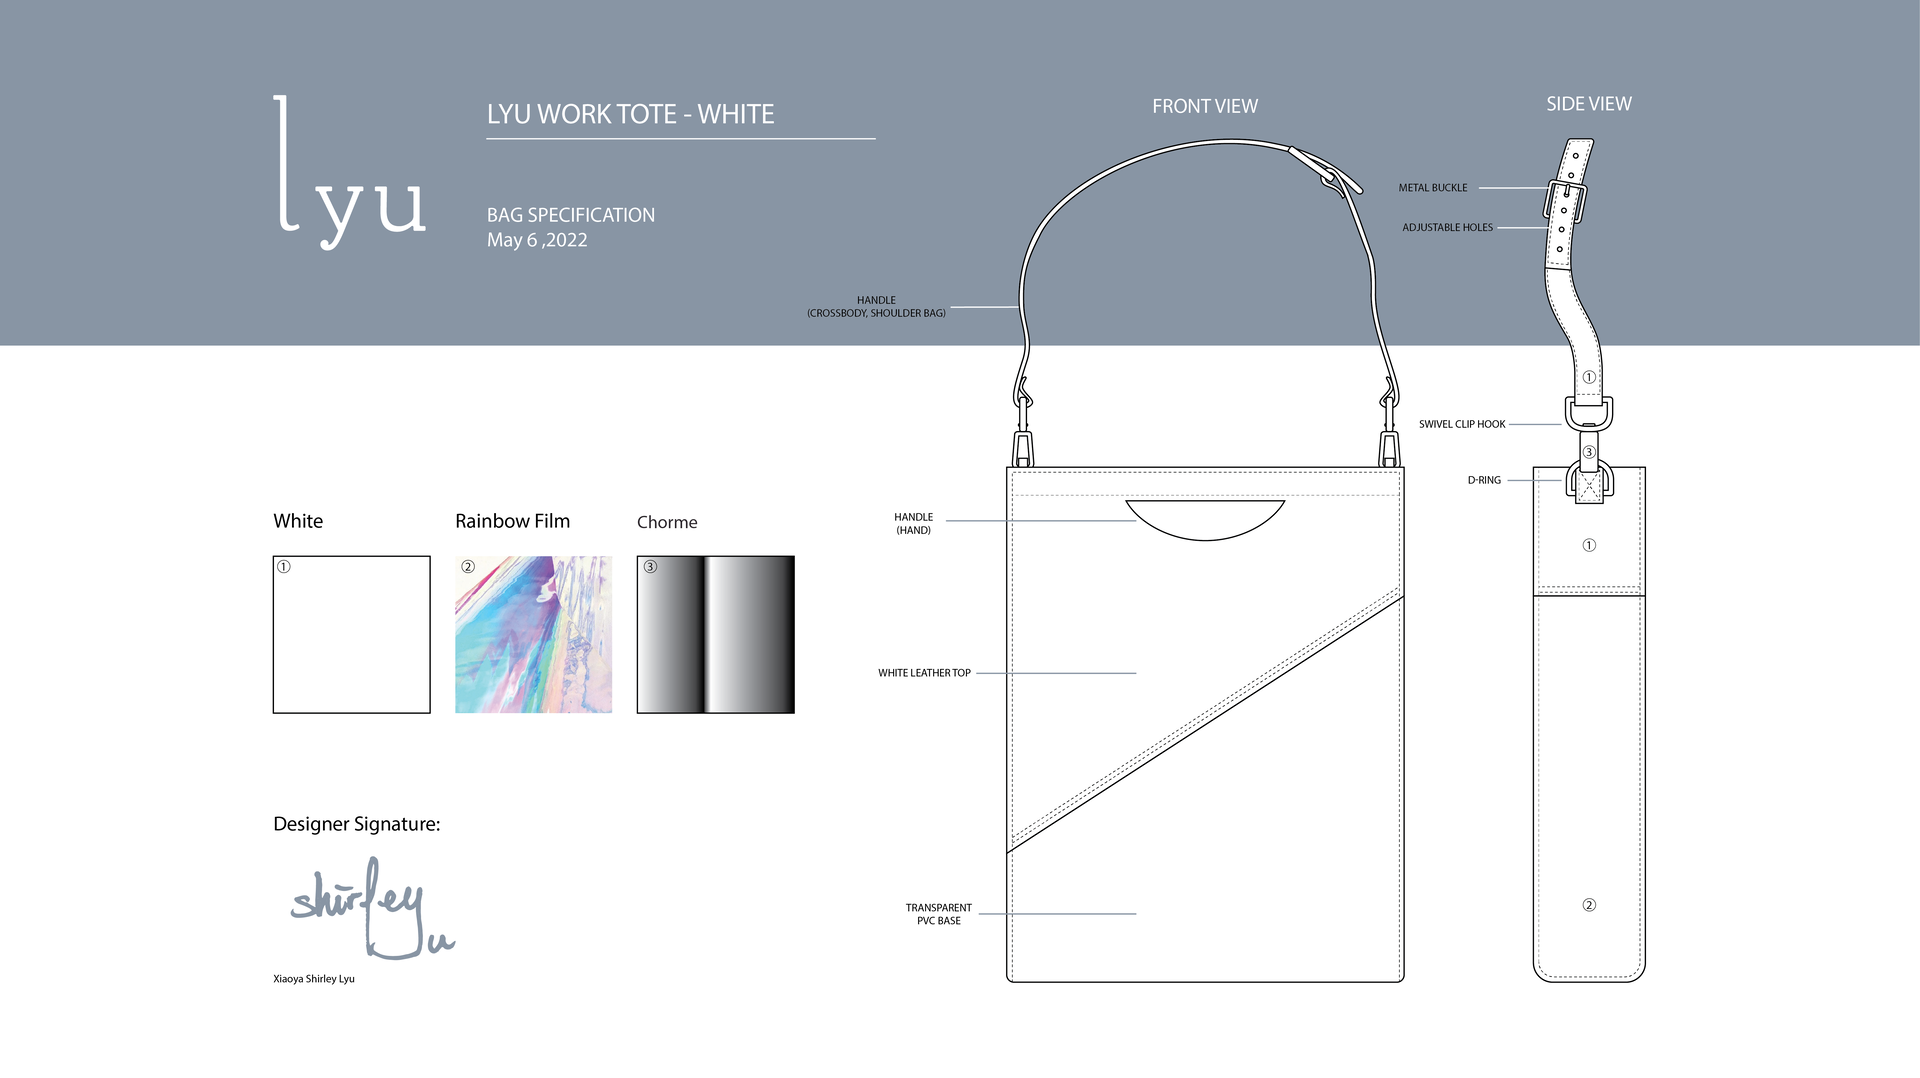 lyu
LYU WORK TOTE - WHITE
BAG SPECIFICATION
May 6 ,2022
FRONT VIEW
SIDE VIEW
METAL BUCKLE
ADJUSTABLE HOLES
HANDLE
(CROSSBODY, SHOULDER BAG)
①
SWIVEL CLIP HOOK
③
D-RING
HANDLE
(HAND)
①
WHITE LEATHER TOP
TRANSPARENT
PVC BASE
②
White
Rainbow Film
Chorme
①
②
③
Designer Signature:
shirley
u
Xiaoya Shirley Lyu